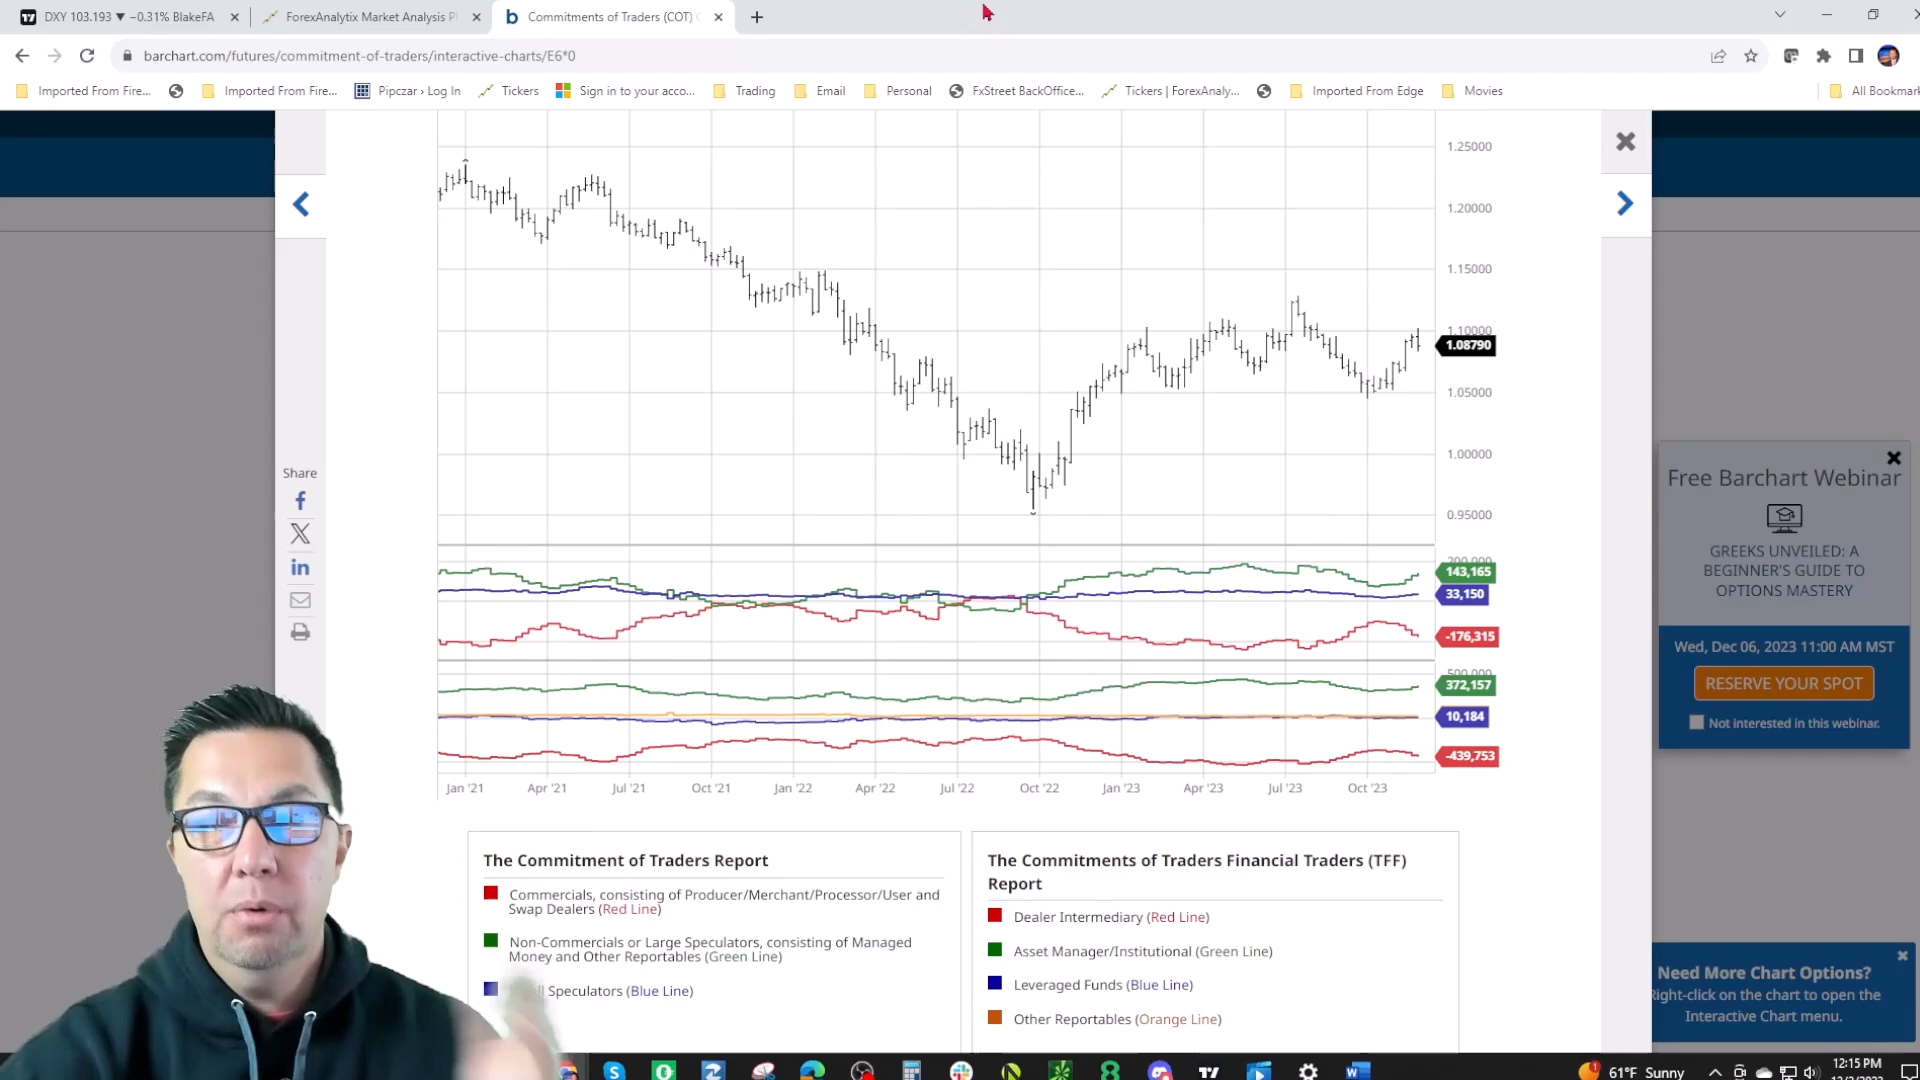 DXY 103.193 ▼ −0.31% BlakeFA
ForexAnalytix Market Analysis Pl
Commitments of Traders (COT) C
barchart.com/futures/commitment-of-traders/interactive-charts/E6*0
Imported From Fire...
Imported From Fire...
Pipczar › Log In
Tickers
Sign in to your acco...
Trading
Email
Personal
FxStreet BackOffice...
Tickers | ForexAnaly...
Imported From Edge
Movies
All Bookmark
1.25000
1.20000
1.15000
1.10000
1.08790
1.05000
1.00000
0.95000
200,000
143,165
33,150
-176,315
500,000
372,157
10,184
-439,753
Jan '21
Apr '21
Jul '21
Oct '21
Jan '22
Apr '22
Jul '22
Oct '22
Jan '23
Apr '23
Jul '23
Oct '23
Share
The Commitment of Traders Report
Commercials, consisting of Producer/Merchant/Processor/User and
Swap Dealers (Red Line)
Non-Commercials or Large Speculators, consisting of Managed
Money and Other Reportables (Green Line)
Speculators (Blue Line)
The Commitments of Traders Financial Traders (TFF)
Report
Dealer Intermediary (Red Line)
Asset Manager/Institutional (Green Line)
Leveraged Funds (Blue Line)
Other Reportables (Orange Line)
Free Barchart Webinar
GREEKS UNVEILED: A
BEGINNER'S GUIDE TO
OPTIONS MASTERY
Wed, Dec 06, 2023 11:00 AM MST
RESERVE YOUR SPOT
Not interested in this webinar.
Need More Chart Options?
Right-click on the chart to open the
Interactive Chart menu.
61°F Sunny
12:15 PM